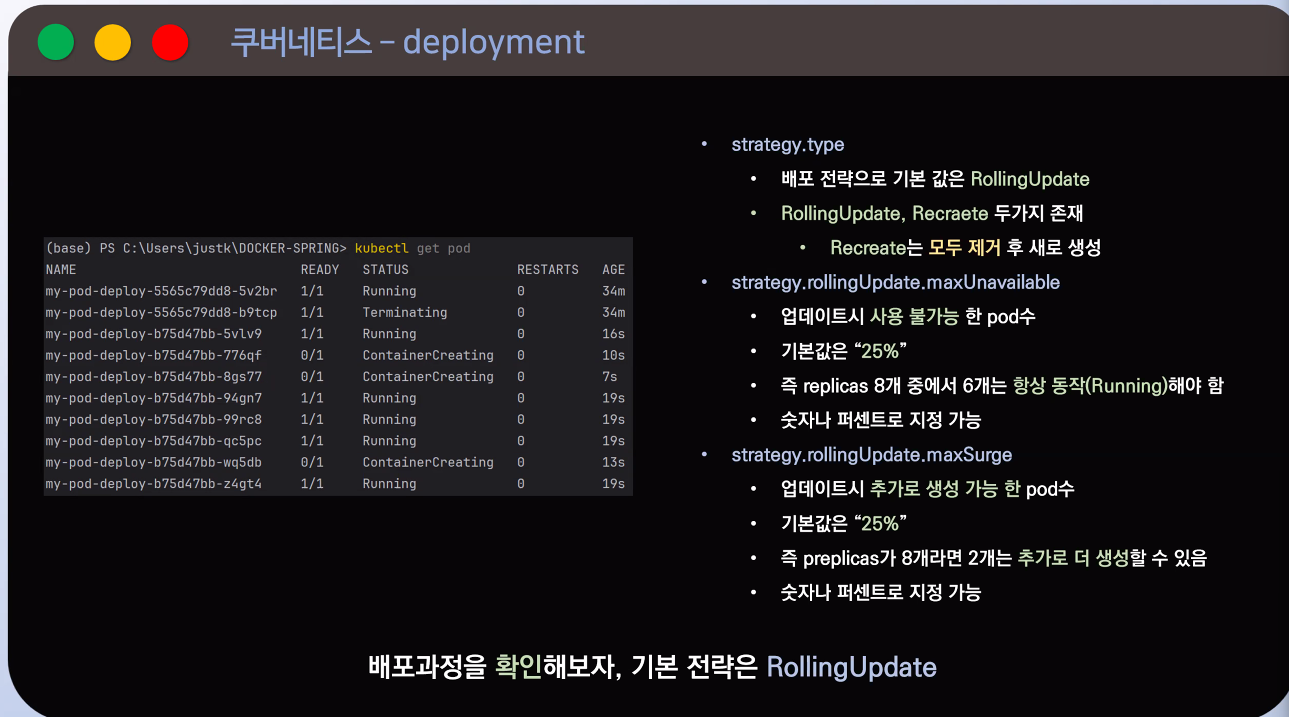 쿠버네티스 – deployment
(base) PS C:\Users\justk\DOCKER-SPRING> kubectl get pod
NAME READY STATUS RESTARTS AGE
my-pod-deploy-5565c79dd8-5v2br 1/1 Running 0 34m
my-pod-deploy-5565c79dd8-b9tcp 1/1 Terminating 0 34m
my-pod-deploy-b75d47bb-5vlv9 1/1 Running 0 16s
my-pod-deploy-b75d47bb-776qf 0/1 ContainerCreating 0 10s
my-pod-deploy-b75d47bb-8gs77 0/1 ContainerCreating 0 7s
my-pod-deploy-b75d47bb-94gn7 1/1 Running 0 19s
my-pod-deploy-b75d47bb-99rc8 1/1 Running 0 19s
my-pod-deploy-b75d47bb-qc5pc 1/1 Running 0 19s
my-pod-deploy-b75d47bb-wq5db 0/1 ContainerCreating 0 13s
my-pod-deploy-b75d47bb-z4gt4 1/1 Running 0 19s
• strategy.type
• 배포 전략으로 기본 값은 RollingUpdate
• RollingUpdate, Recraete 두가지 존재
• Recreate는 모두 제거 후 새로 생성
• strategy.rollingUpdate.maxUnavailable
• 업데이트시 사용 불가능 한 pod수
• 기본값은 “25%”
• 즉 replicas 8개 중에서 6개는 항상 동작(Running)해야 함
• 숫자나 퍼센트로 지정 가능
• strategy.rollingUpdate.maxSurge
• 업데이트시 추가로 생성 가능 한 pod수
• 기본값은 “25%”
• 즉 preplicas가 8개라면 2개는 추가로 더 생성할 수 있음
• 숫자나 퍼센트로 지정 가능
배포과정을 확인해보자, 기본 전략은 RollingUpdate